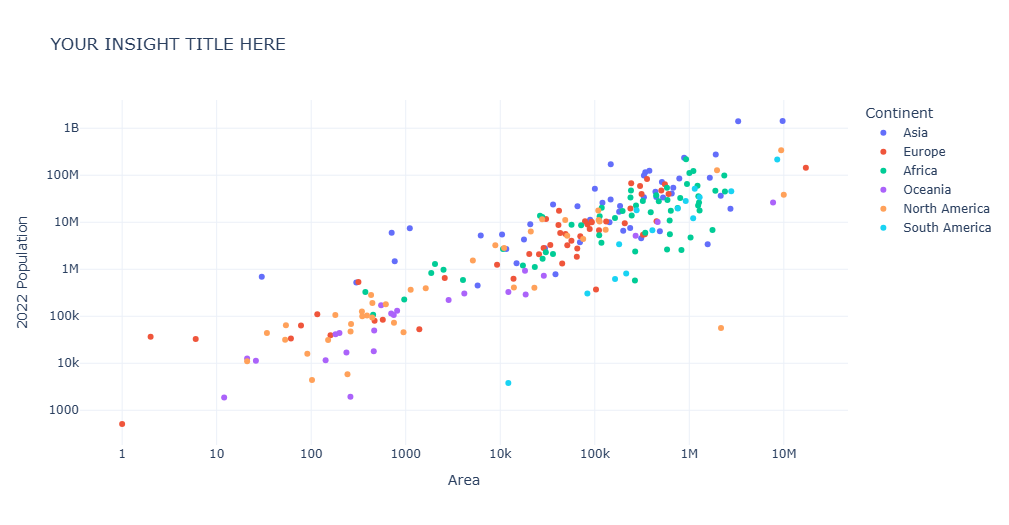 YOUR INSIGHT TITLE HERE
Continent
Asia
Europe
Africa
Oceania
North America
South America
2022 Population
1B
100M
10M
1M
100k
10k
1000
1
10
100
1000
10k
100k
1M
10M
Area